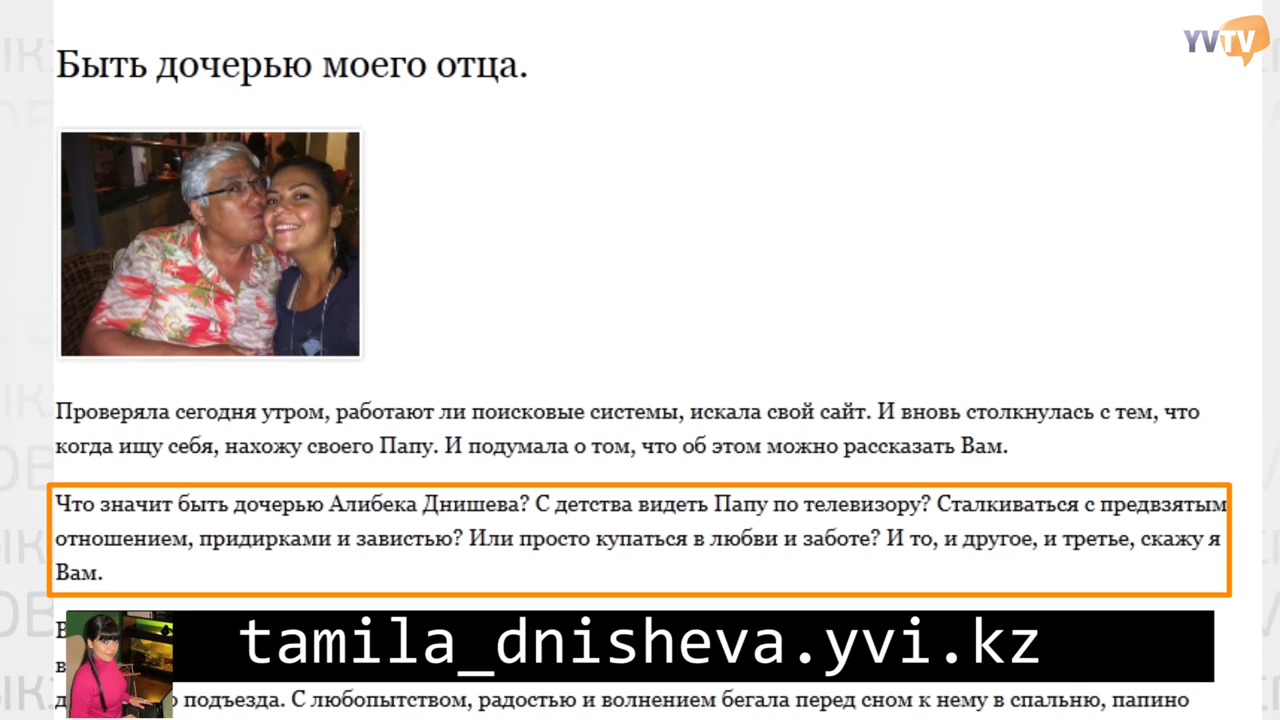 YVTV
Быть дочерью моего отца.
Проверяла сегодня утром, работают ли поисковые системы, искала свой сайт. И вновь столкнулась с тем, что
когда ищу себя, нахожу своего Папу. И подумала о том, что об этом можно рассказать Вам.
Что значит быть дочерью Алибека Днишева? С детства видеть Папу по телевизору? Сталкиваться с предвзятым
отношением, придирками и завистью? Или просто купаться в любви и заботе? И то, и другое, и третье, скажу я
Вам.
tamila_dnisheva.yvi.kz
подъезда. С любопытством, радостью и волнением бегала перед сном к нему в спальню, папино